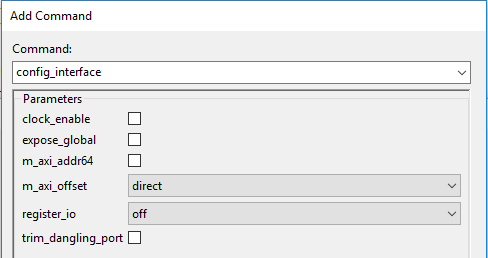 Add Command
Command:
config_interface
Parameters
clock_enable
expose_global
m_axi_addr64
m_axi_offset direct
register_io off
trim_dangling_port